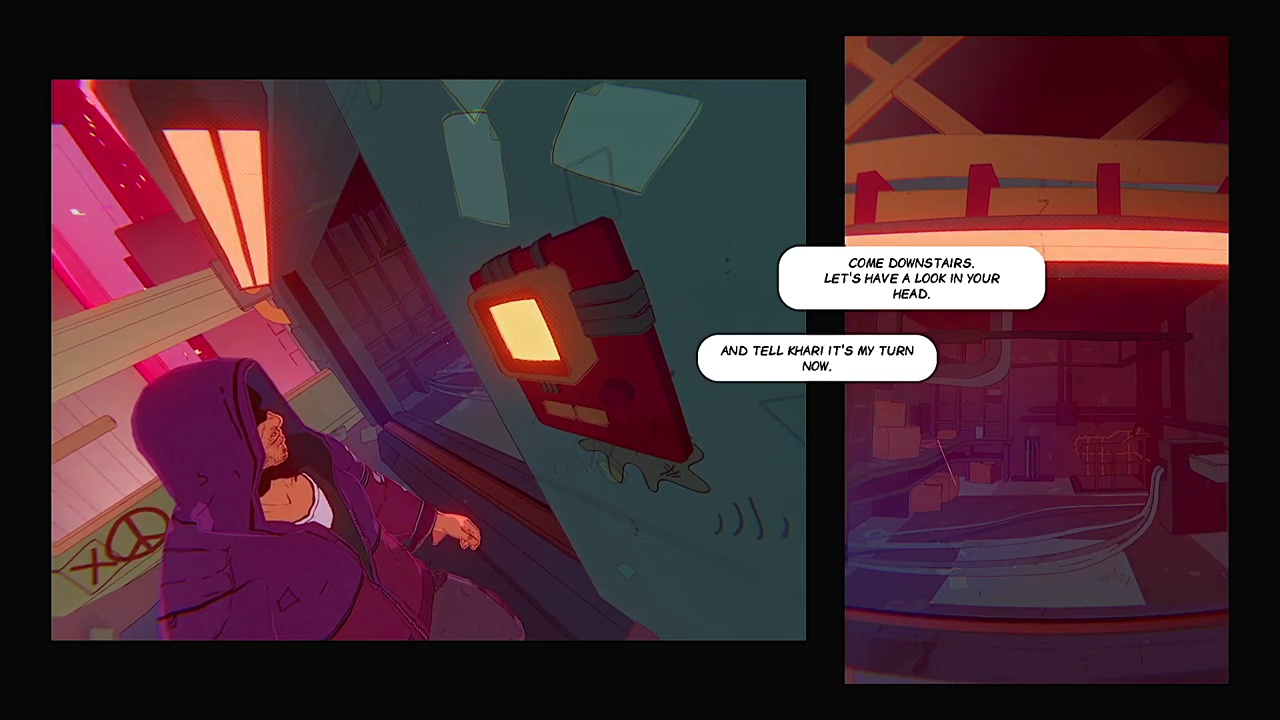 COME DOWNSTAIRS.
LET'S HAVE A LOOK IN YOUR
HEAD.
AND TELL KHARI IT'S MY TURN
NOW.